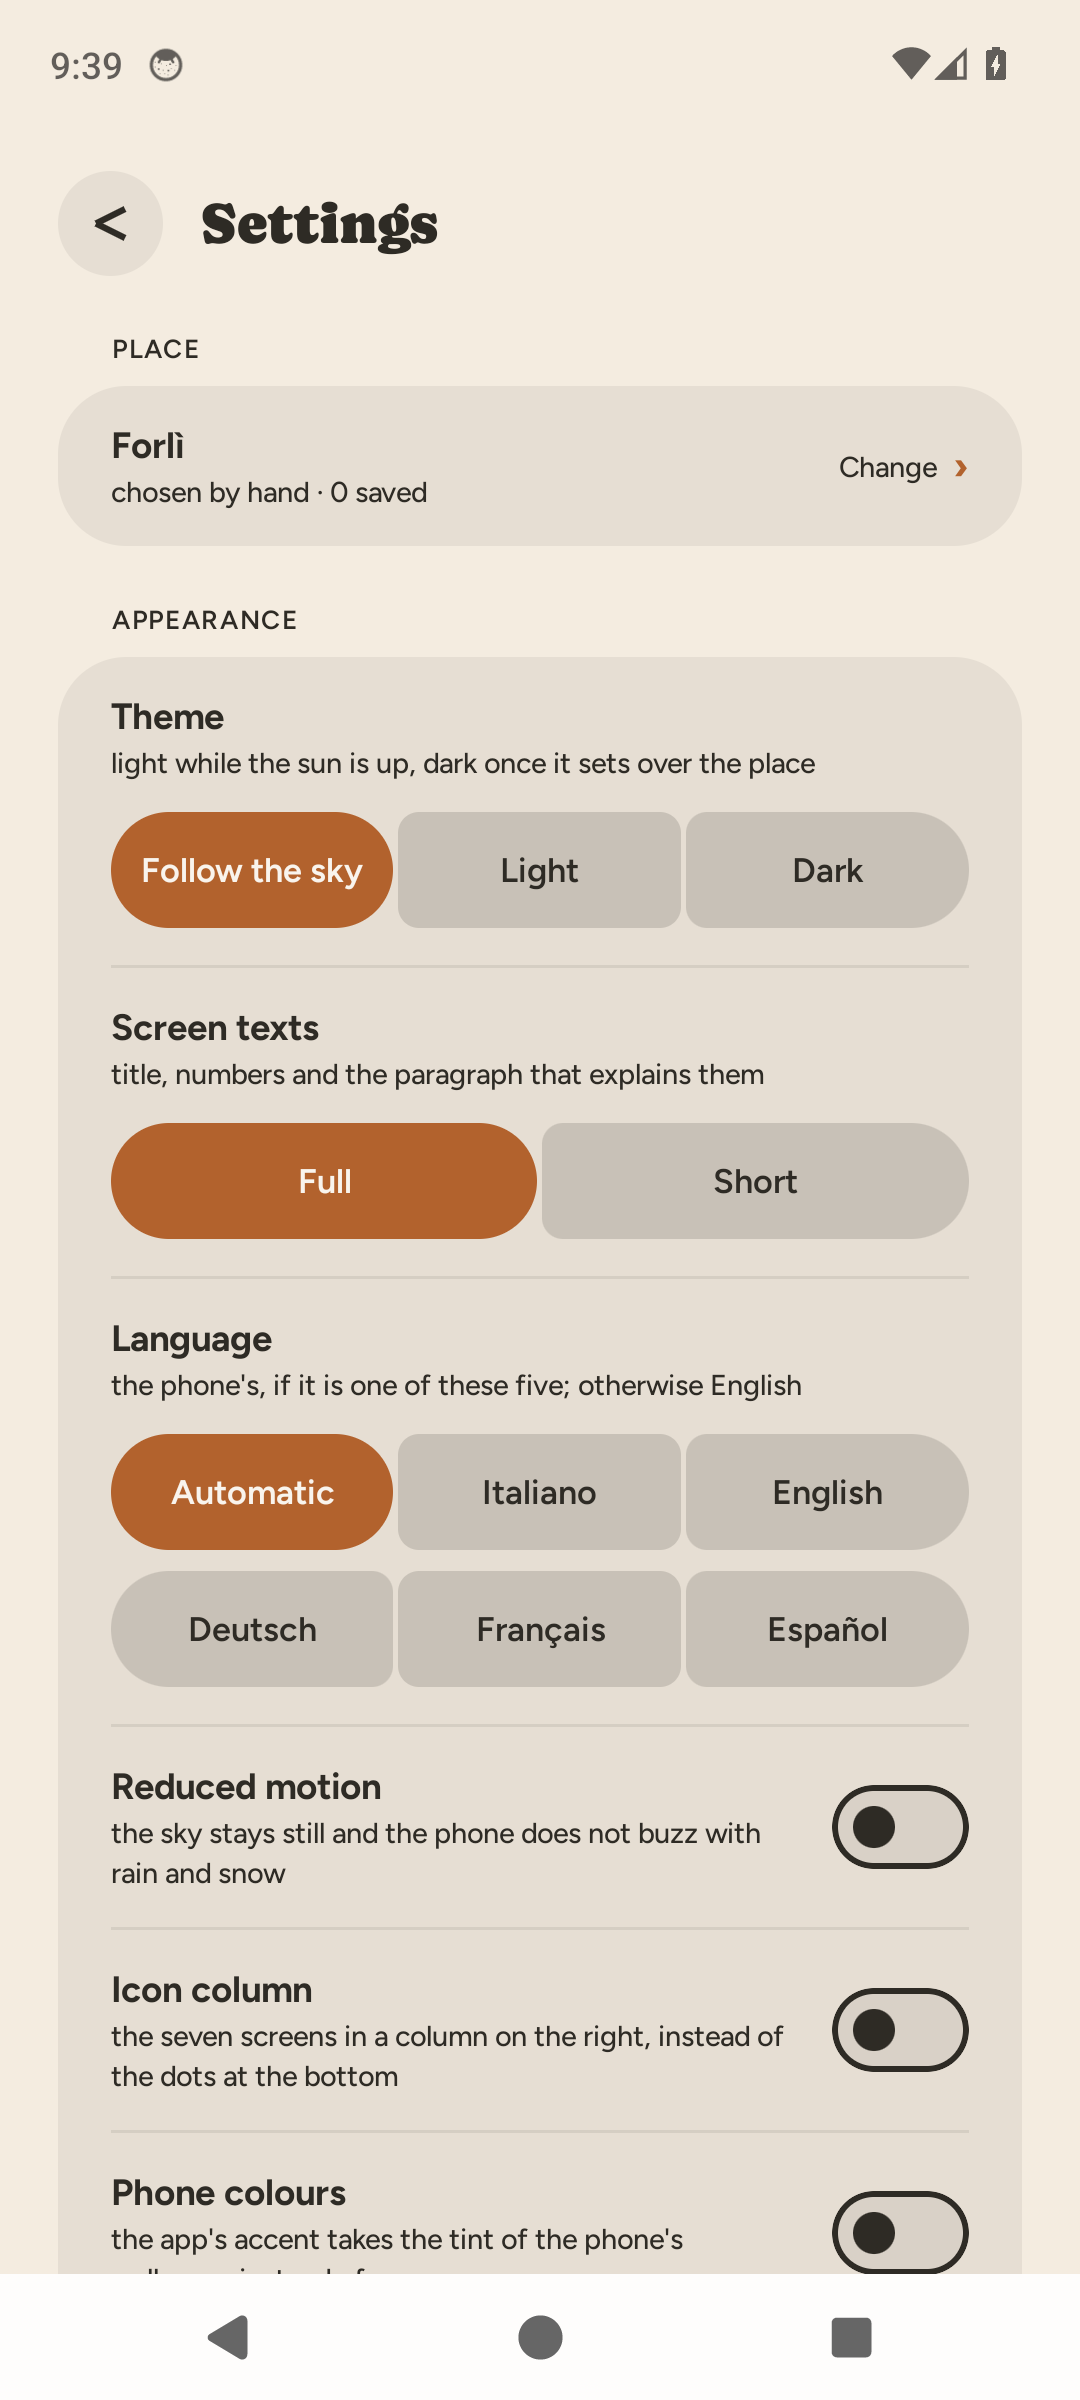 9:39
Settings
PLACE
Forlì
chosen by hand · 0 saved
Change ›
APPEARANCE
Theme
light while the sun is up, dark once it sets over the place
Follow the sky
Light
Dark
Screen texts
title, numbers and the paragraph that explains them
Full
Short
Language
the phone's, if it is one of these five; otherwise English
Automatic
Italiano
English
Deutsch
Français
Español
Reduced motion
the sky stays still and the phone does not buzz with
rain and snow
Icon column
the seven screens in a column on the right, instead of
the dots at the bottom
Phone colours
the app's accent takes the tint of the phone's